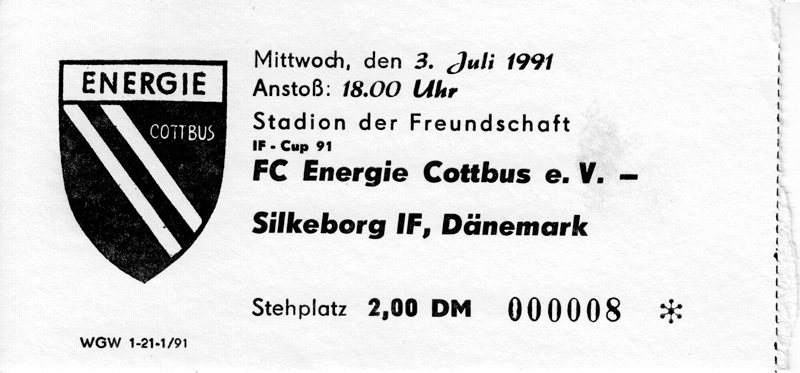 ENERGIE
COTTBUS
Mittwoch, den 3. Juli 1991
Anstoß: 18.00 Uhr
Stadion der Freundschaft
IF - Cup 91
FC Energie Cottbus e. V. –
Silkeborg IF, Dänemark
Stehplatz 2,00 DM 000008 *
WGW 1-21-1/91